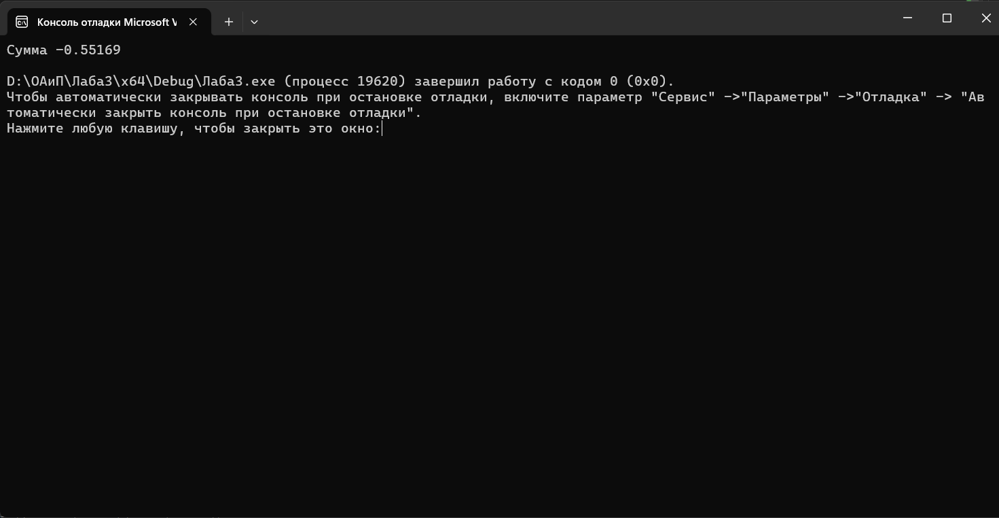 Консоль отладки Microsoft V
Сумма -0.55169
D:\ОАиП\Лаба3\x64\Debug\Лаба3.exe (процесс 19620) завершил работу с кодом 0 (0x0).
Чтобы автоматически закрывать консоль при остановке отладки, включите параметр "Сервис" ->"Параметры" ->"Отладка" -> "Ав
томатически закрыть консоль при остановке отладки".
Нажмите любую клавишу, чтобы закрыть это окно: